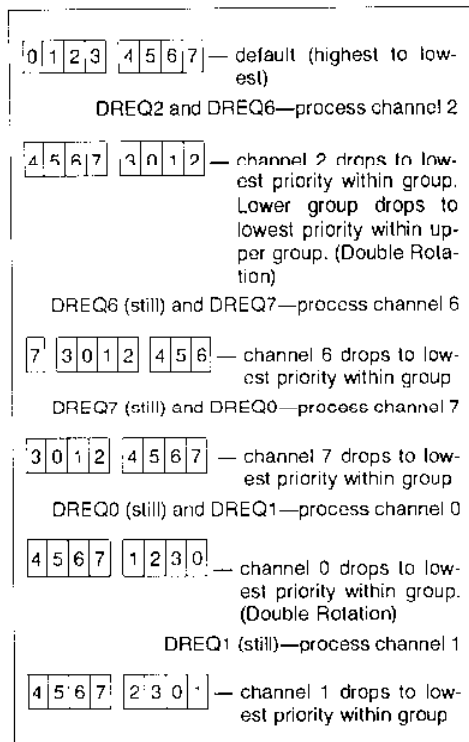 0 1 2 3 4 5 6 7 — default (highest to low-
est)
DREQ2 and DREQ6—process channel 2
4 5 6 7 3 0 1 2 — channel 2 drops to low-
est priority within group.
Lower group drops to
lowest priority within up-
per group. (Double Rota-
tion)
DREQ6 (still) and DREQ7—process channel 6
7 3 0 1 2 4 5 6 — channel 6 drops to low-
est priority within group
DREQ7 (still) and DREQ0—process channel 7
3 0 1 2 4 5 6 7 — channel 7 drops to low-
est priority within group
DREQ0 (still) and DREQ1—process channel 0
4 5 6 7 1 2 3 0 — channel 0 drops to low-
est priority within group.
(Double Rotation)
DREQ1 (still)—process channel 1
4 5 6 7 2 3 0 1 — channel 1 drops to low-
est priority within group